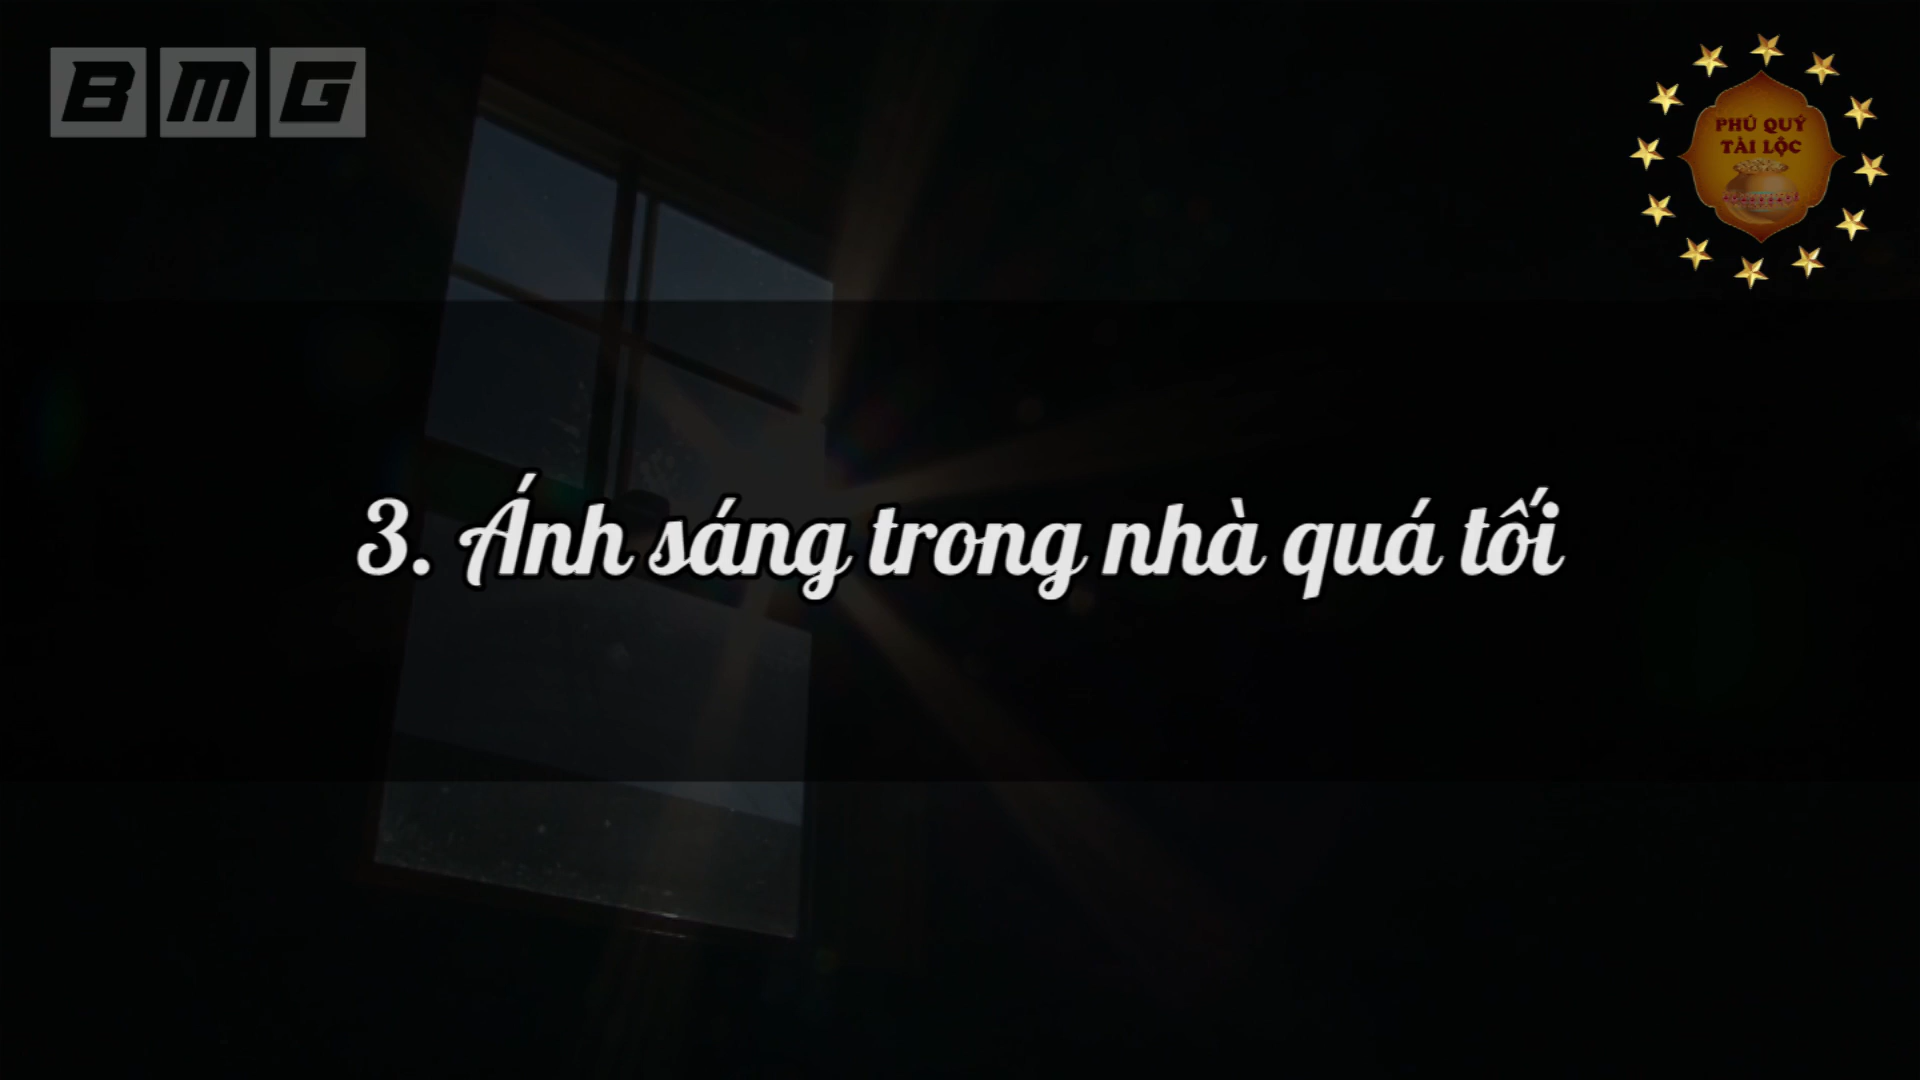 BMG
PHÚ QUÝ
TÀI LỘC
3. Ánh sáng trong nhà quá tối